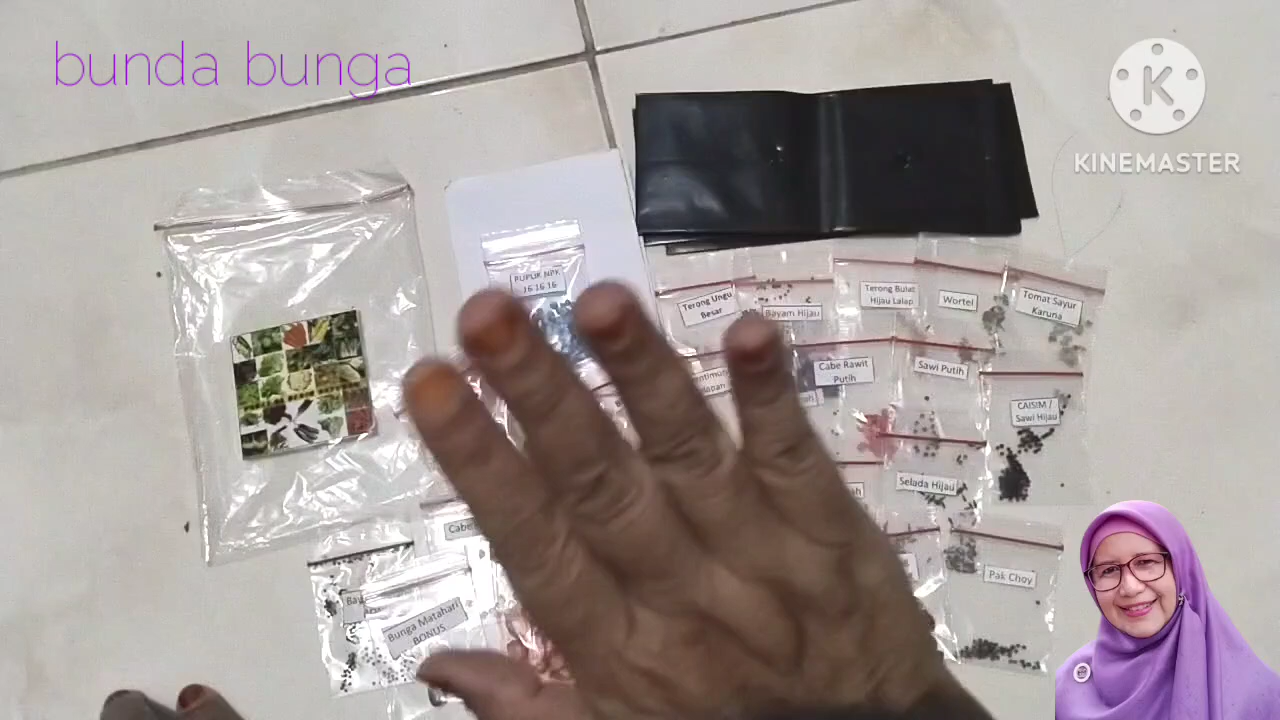 bunda bunga
KINEMASTER
PUPUK NPK
16 16 16
Terong Ungu
Besar
Bayam Hijau
Terong Bulat
Hijau Lalap
Wortel
Tomat Sayur
Karuna
Cabe Rawit
Putih
Sawi Putih
CAISIM /
Sawi Hijau
Selada Hijau
Pak Choy
Bunga Matahari
BONUS